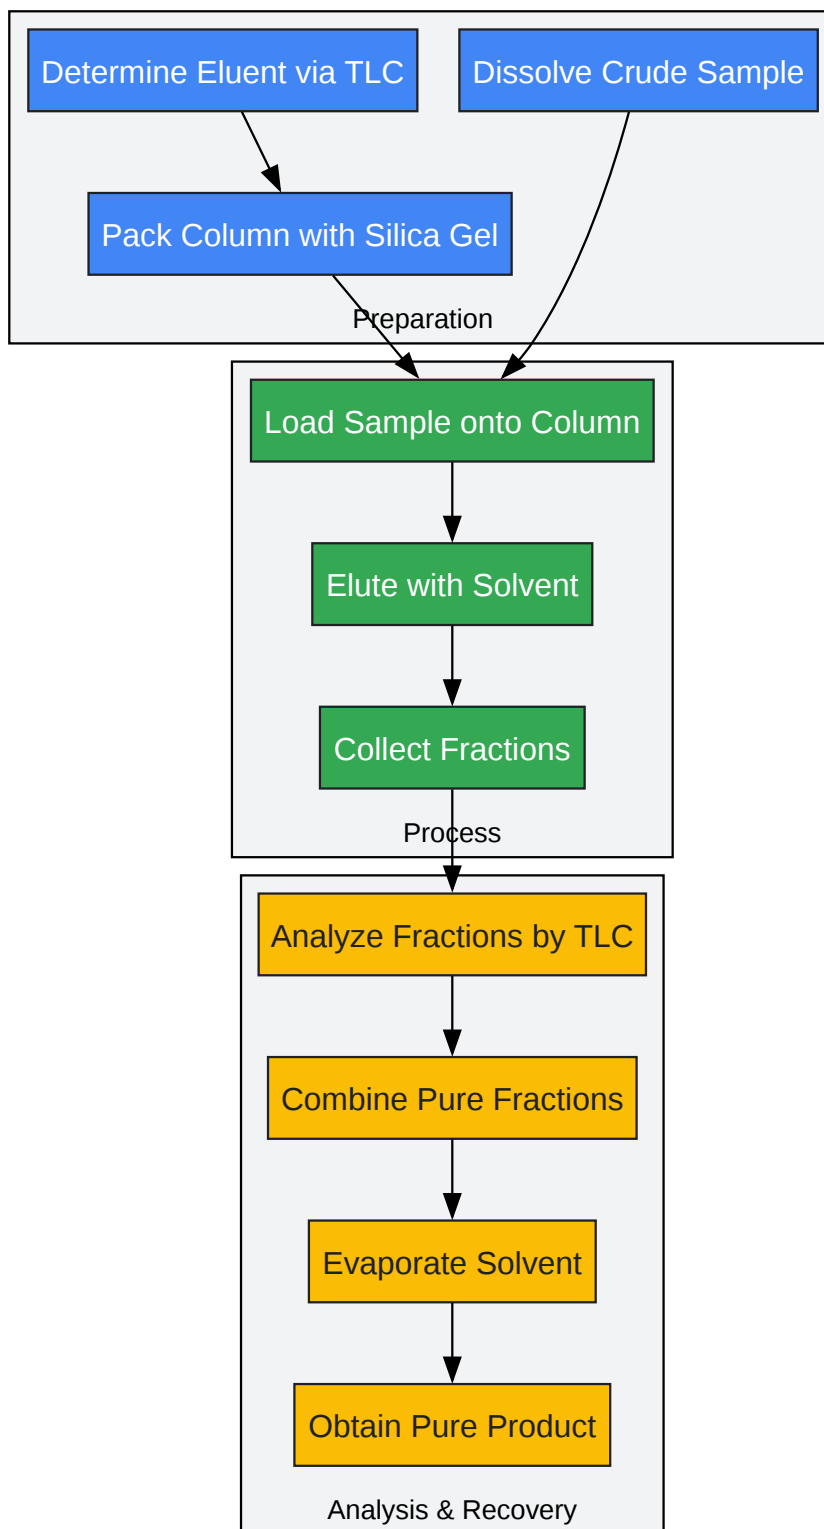 Determine Eluent via TLC
Dissolve Crude Sample
Pack Column with Silica Gel
Preparation
Load Sample onto Column
Elute with Solvent
Collect Fractions
Process
Analyze Fractions by TLC
Combine Pure Fractions
Evaporate Solvent
Obtain Pure Product
Analysis & Recovery